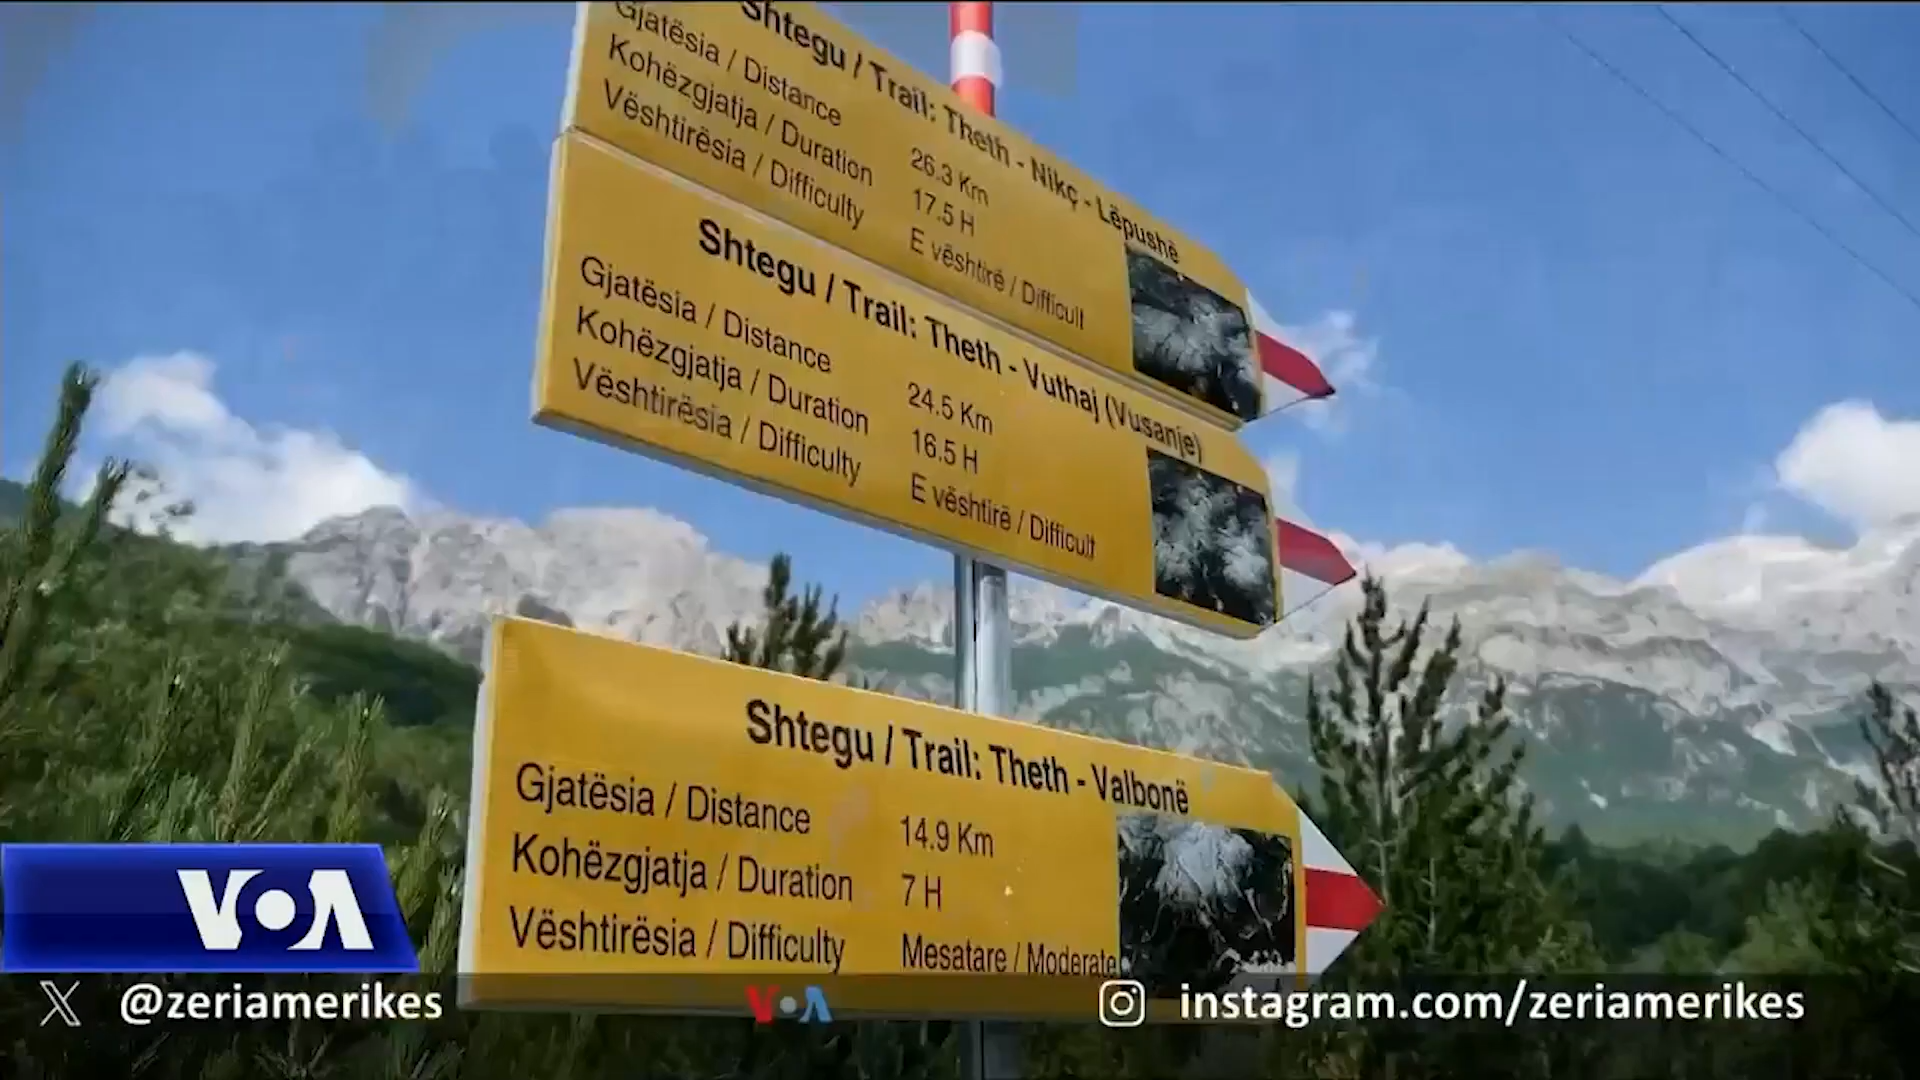 Shtegu / Trail: Theth - Nikç - Lëpushë
Gjatësia / Distance 26.3 Km
Kohëzgjatja / Duration 17.5 H
Vështirësia / Difficulty E vështirë / Difficult
Shtegu / Trail: Theth - Vuthaj (Vusanje)
Gjatësia / Distance 24.5 Km
Kohëzgjatja / Duration 16.5 H
Vështirësia / Difficulty E vështirë / Difficult
Shtegu / Trail: Theth - Valbonë
Gjatësia / Distance 14.9 Km
Kohëzgjatja / Duration 7 H
Vështirësia / Difficulty Mesatare / Moderate
VOA
@zeriamerikes VOA instagram.com/zeriamerikes